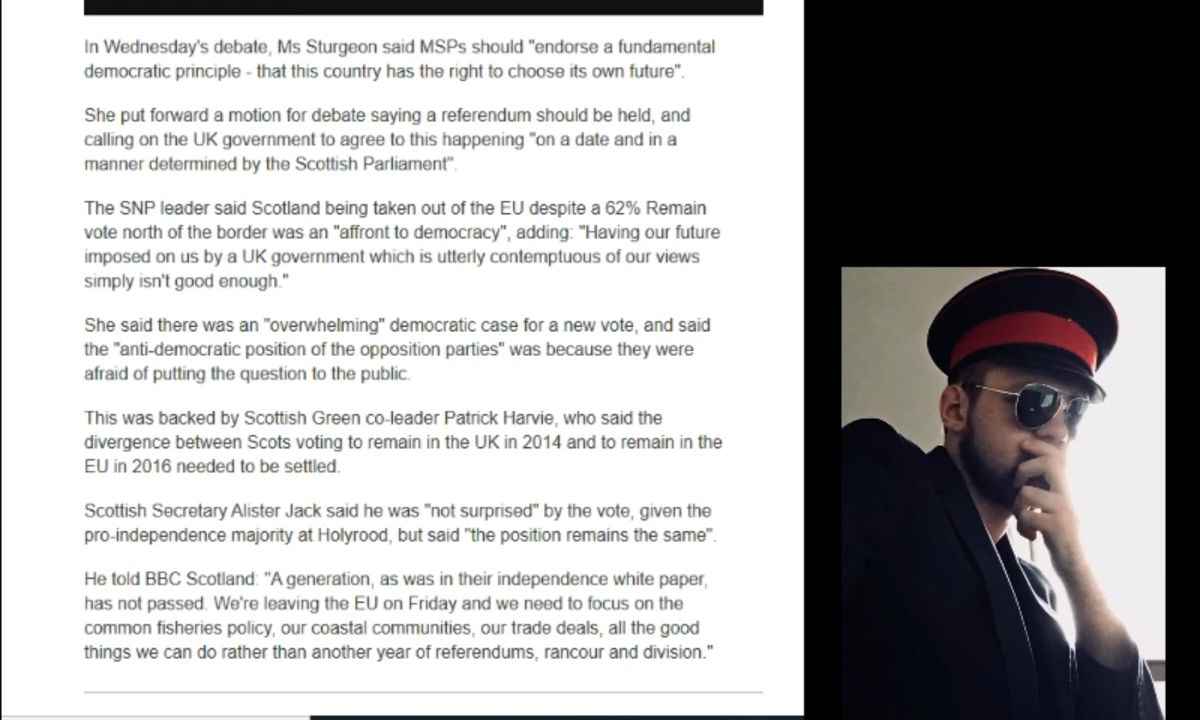 In Wednesday's debate, Ms Sturgeon said MSPs should "endorse a fundamental
democratic principle - that this country has the right to choose its own future".
She put forward a motion for debate saying a referendum should be held, and
calling on the UK government to agree to this happening "on a date and in a
manner determined by the Scottish Parliament".
The SNP leader said Scotland being taken out of the EU despite a 62% Remain
vote north of the border was an "affront to democracy", adding: "Having our future
imposed on us by a UK government which is utterly contemptuous of our views
simply isn't good enough."
She said there was an "overwhelming" democratic case for a new vote, and said
the "anti-democratic position of the opposition parties" was because they were
afraid of putting the question to the public.
This was backed by Scottish Green co-leader Patrick Harvie, who said the
divergence between Scots voting to remain in the UK in 2014 and to remain in the
EU in 2016 needed to be settled.
Scottish Secretary Alister Jack said he was "not surprised" by the vote, given the
pro-independence majority at Holyrood, but said "the position remains the same".
He told BBC Scotland: "A generation, as was in their independence white paper,
has not passed. We're leaving the EU on Friday and we need to focus on the
common fisheries policy, our coastal communities, our trade deals, all the good
things we can do rather than another year of referendums, rancour and division."